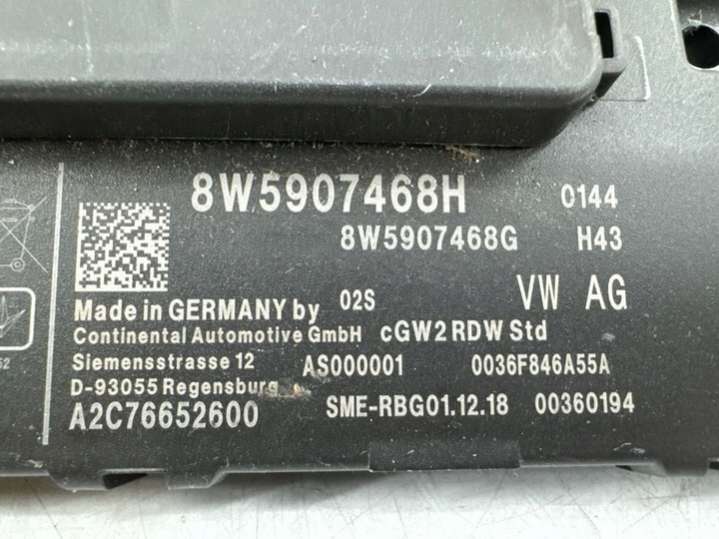 8W5907468H 0144
8W5907468G H43
Made in GERMANY by 02S VW AG
Continental Automotive GmbH cGW2 RDW Std
Siemensstrasse 12 AS000001 0036F846A55A
D-93055 Regensburg
A2C76652600 SME-RBG01.12.18 00360194